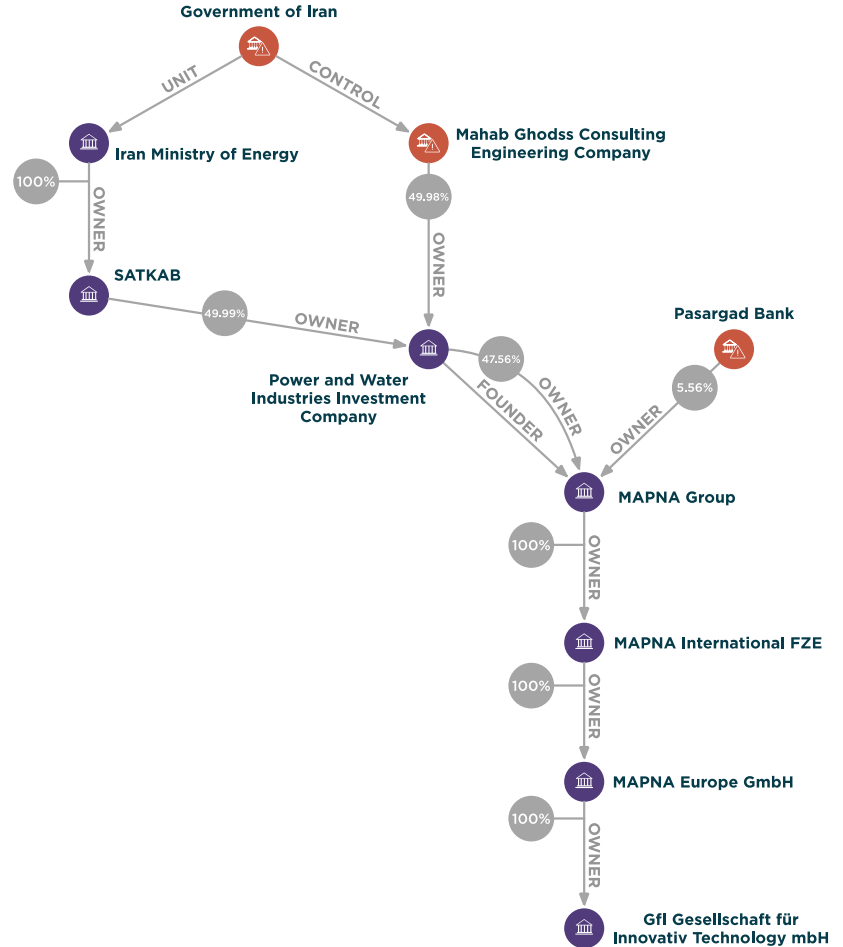 Government of Iran
UNIT
CONTROL
Iran Ministry of Energy
Mahab Ghodss Consulting
Engineering Company
100%
OWNER
49.98%
OWNER
SATKAB
49.99%
OWNER
Pasargad Bank
Power and Water
Industries Investment
Company
47.56%
OWNER
FOUNDER
5.56%
OWNER
MAPNA Group
100%
OWNER
MAPNA International FZE
100%
OWNER
MAPNA Europe GmbH
100%
OWNER
Gfl Gesellschaft für
Innovativ Technology mbH